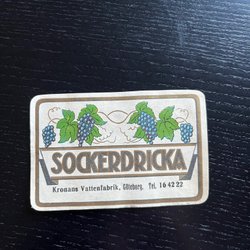 SOCKERDRICKA
Kronans Vattenfabrik, Göteborg. Tel. 16 42 22